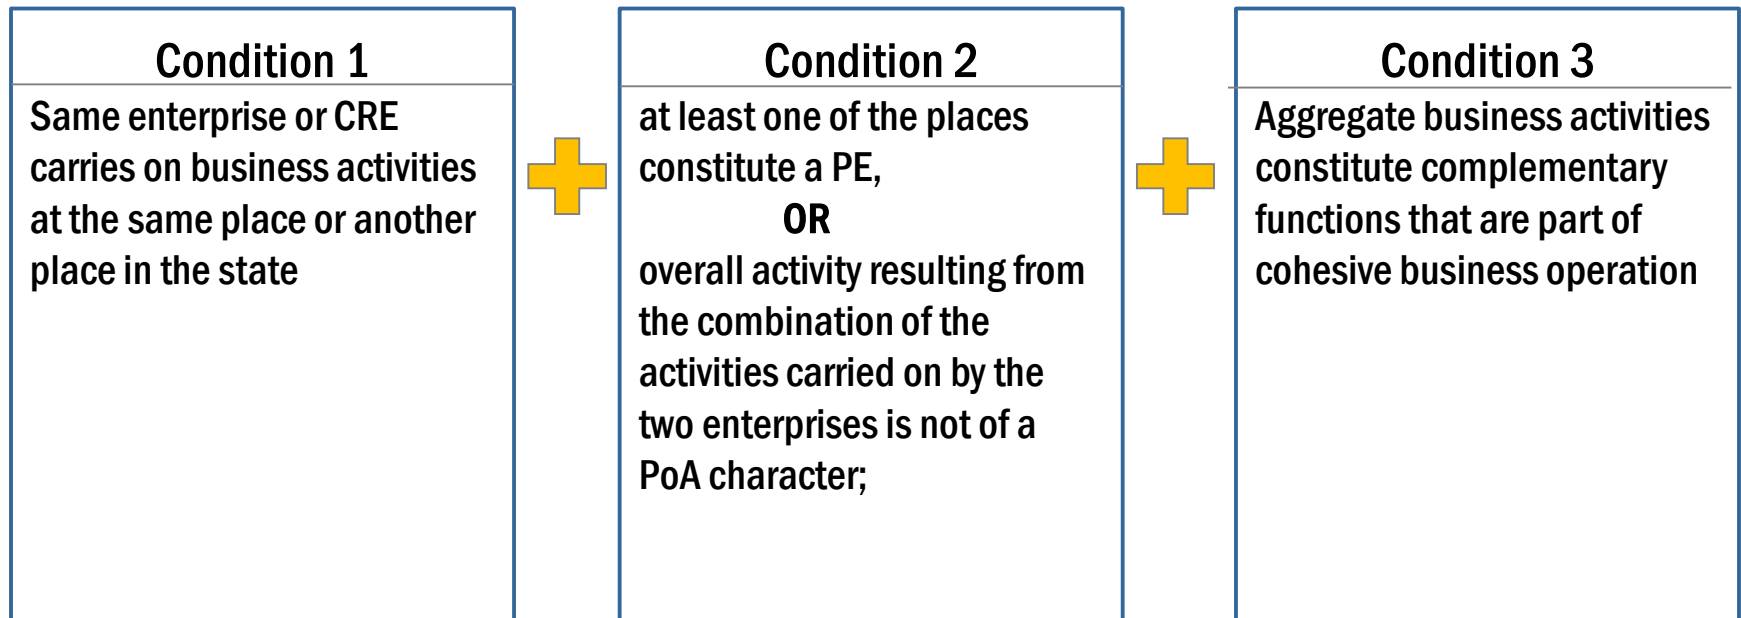 Condition 1
Same enterprise or CRE
carries on business activities
at the same place or another
place in the state
Condition 2
at least one of the places
constitute a PE,
OR
overall activity resulting from
the combination of the
activities carried on by the
two enterprises is not of a
PoA character;
Condition 3
Aggregate business activities
constitute complementary
functions that are part of
cohesive business operation